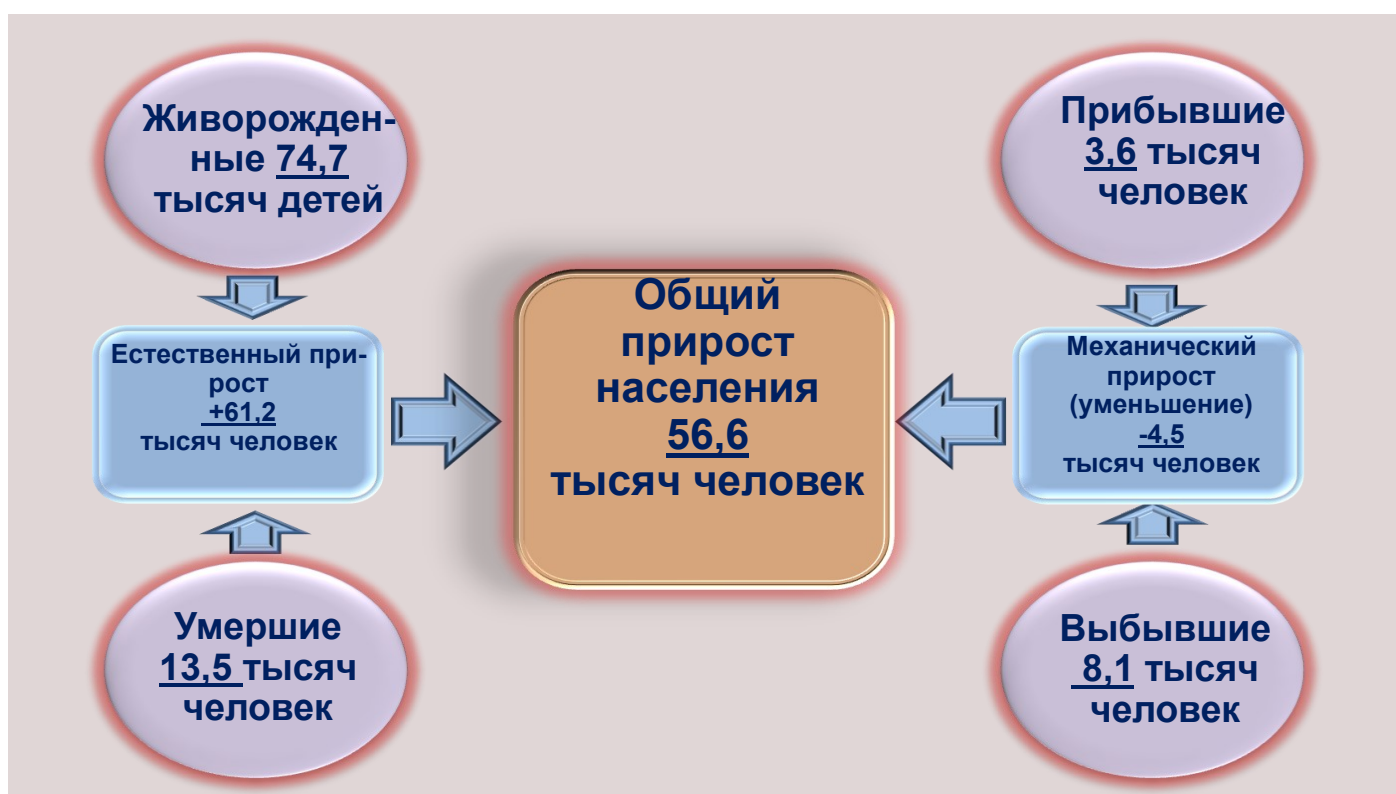 Живорожден-
ные 74,7
тысяч детей
Естественный при-
рост
+61,2
тысяч человек
Умершие
13,5 тысяч
человек
Общий
прирост
населения
56,6
тысяч человек
Прибывшие
3,6 тысяч
человек
Механический
прирост
(уменьшение)
-4,5
тысяч человек
Выбывшие
8,1 тысяч
человек